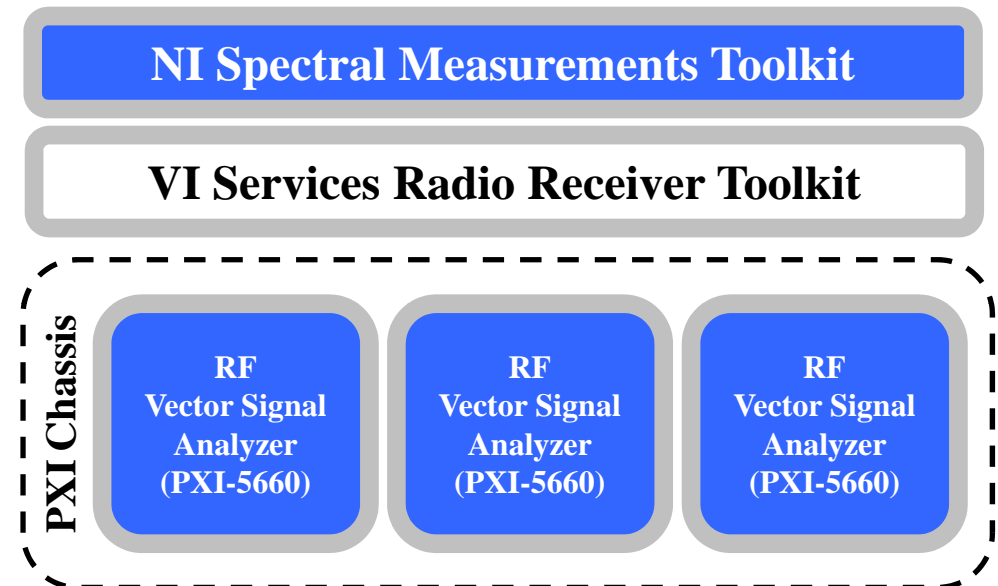 NI Spectral Measurements Toolkit
VI Services Radio Receiver Toolkit
PXI Chassis
RF
Vector Signal
Analyzer
(PXI-5660)
RF
Vector Signal
Analyzer
(PXI-5660)
RF
Vector Signal
Analyzer
(PXI-5660)